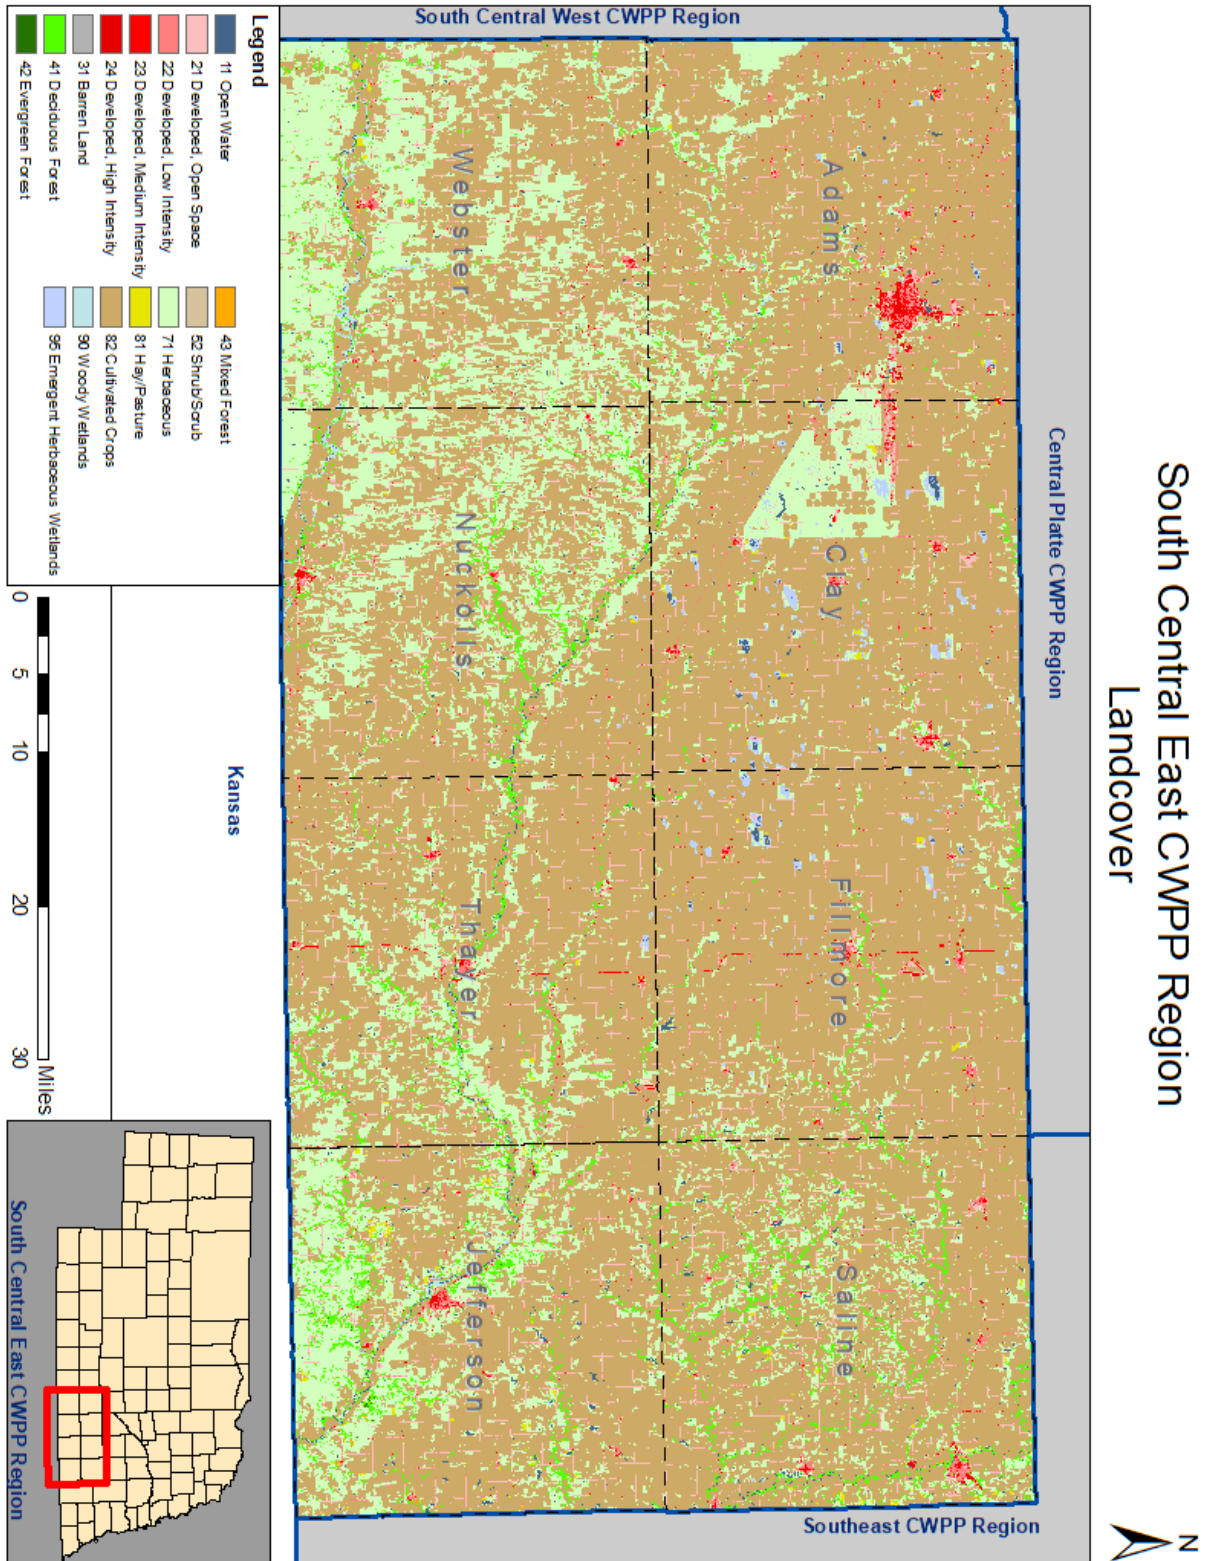 South Central East CWPP Region
Landcover
N
Central Platte CWPP Region
South Central West CWPP Region
Southeast CWPP Region
Adams
Clay
Fillmore
Saline
Webster
Nuckolls
Thayer
Jefferson
Kansas
Legend
11 Open Water
21 Developed, Open Space
22 Developed, Low Intensity
23 Developed, Medium Intensity
24 Developed, High Intensity
31 Barren Land
41 Deciduous Forest
42 Evergreen Forest
43 Mixed Forest
52 Shrub/Scrub
71 Herbaceous
81 Hay/Pasture
82 Cultivated Crops
90 Woody Wetlands
95 Emergent Herbaceous Wetlands
0 5 10 20 30
Miles
South Central East CWPP Region